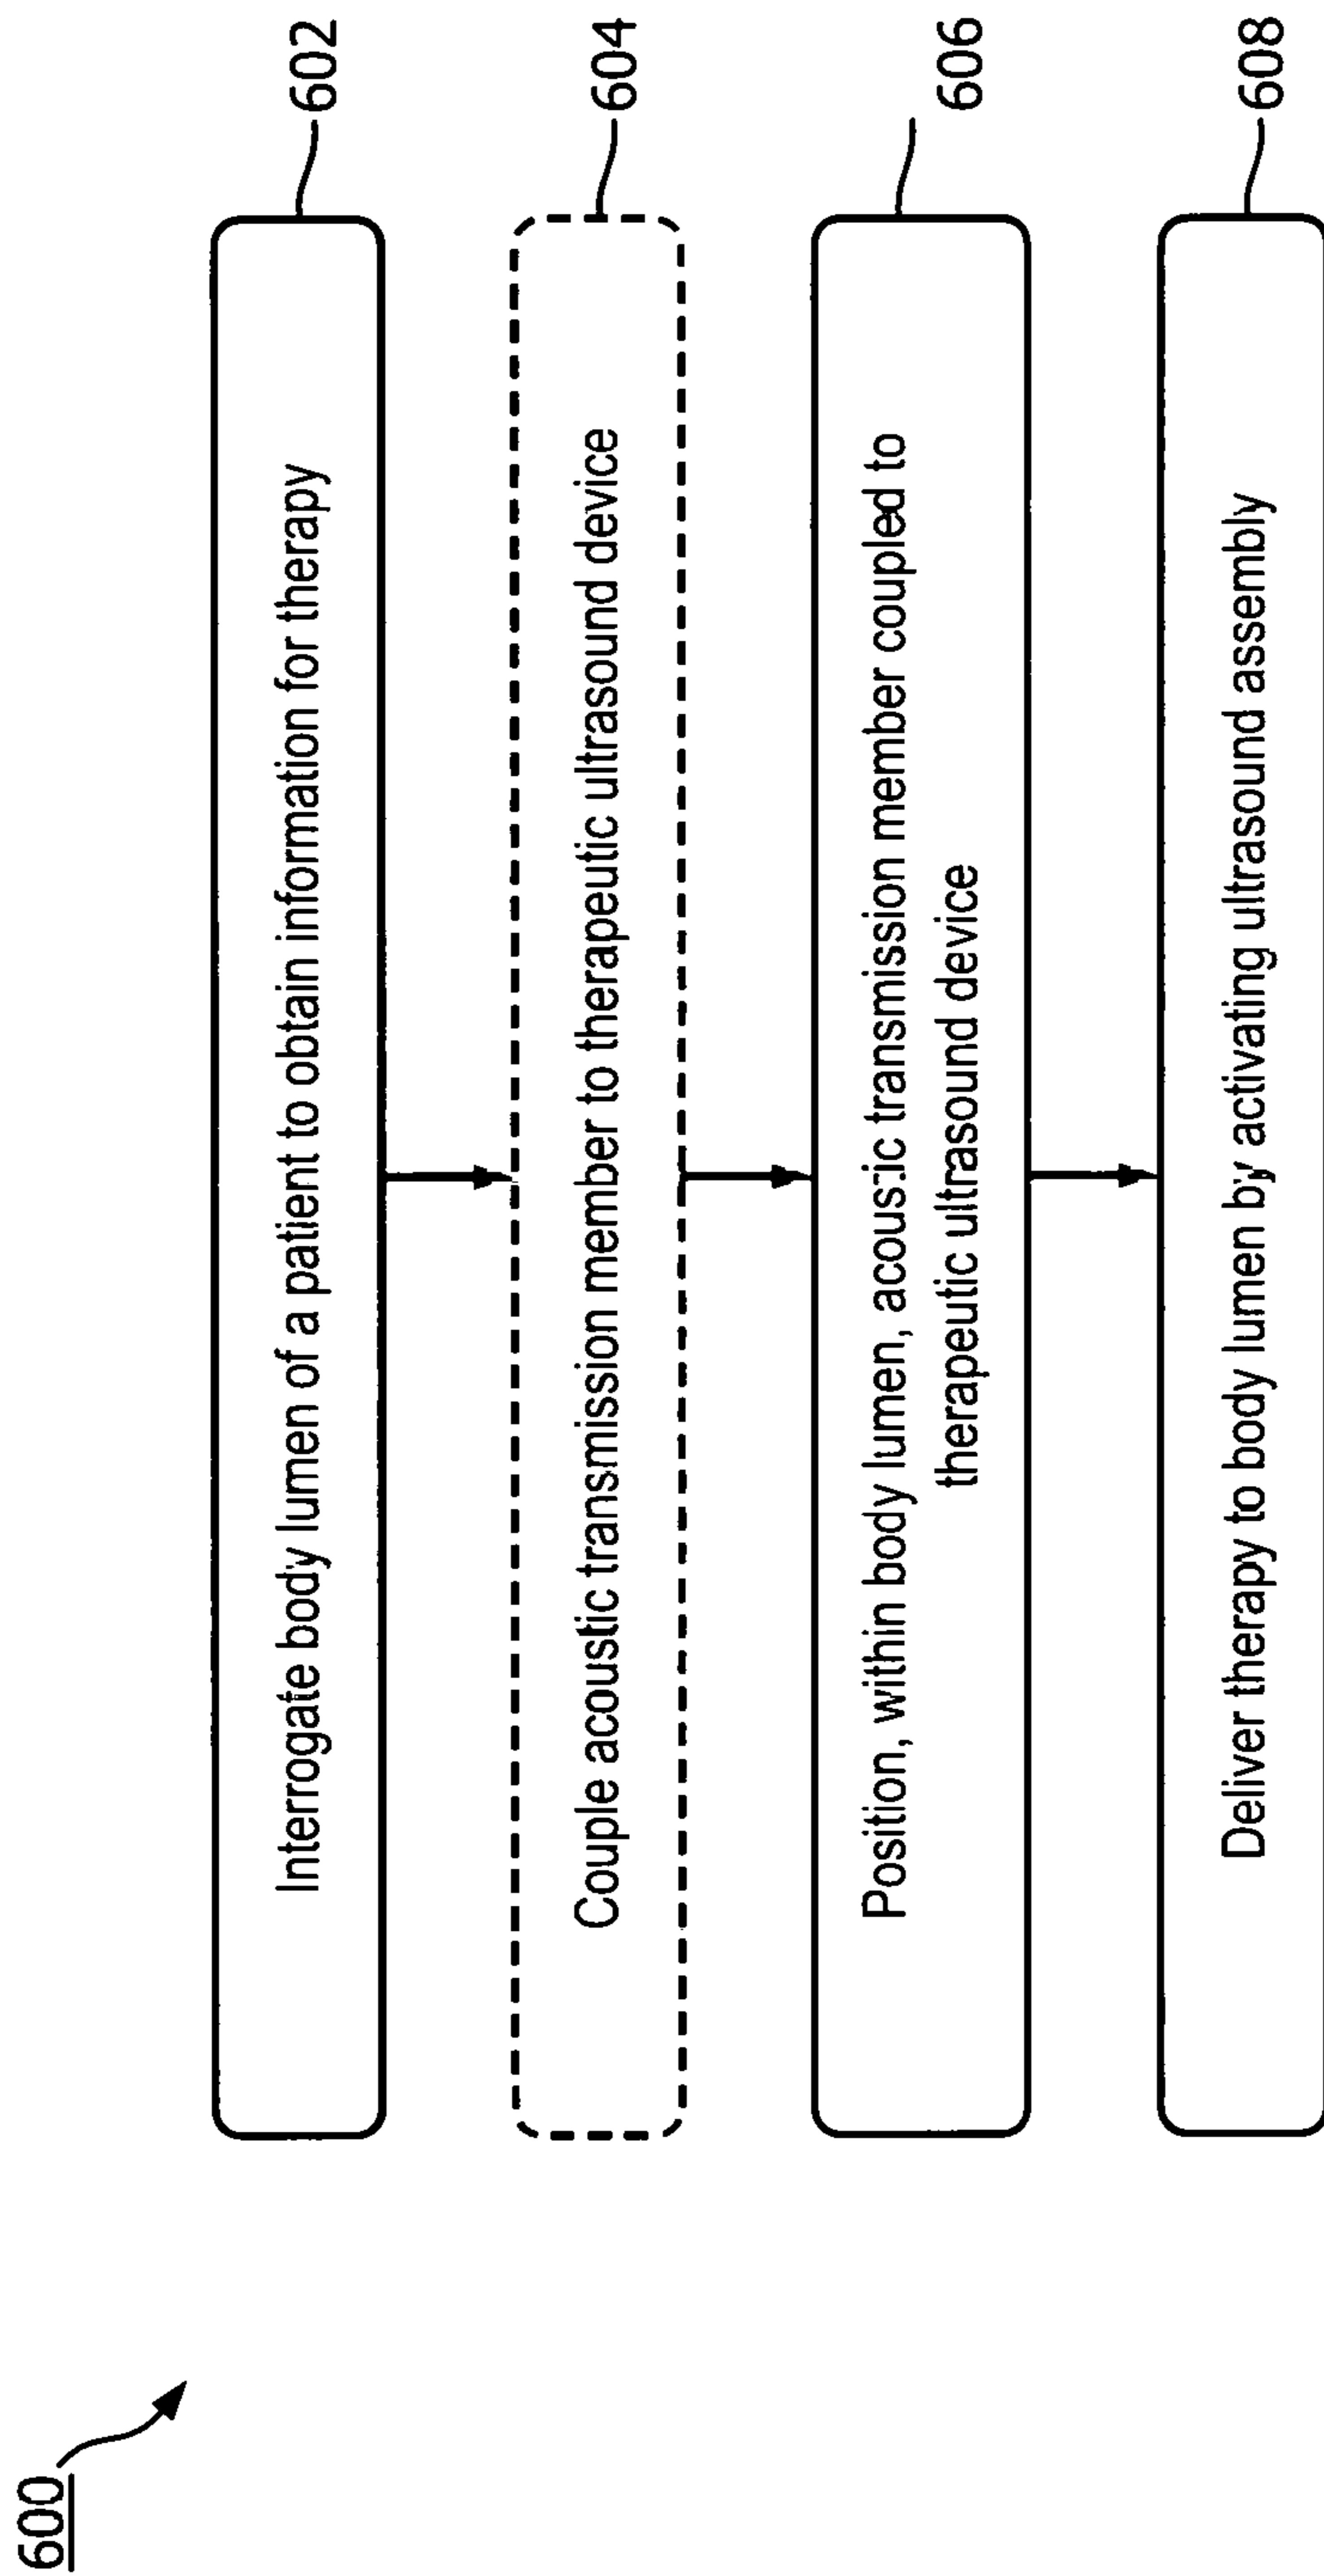 600
Interrogate body lumen of a patient to obtain information for therapy
602
Couple acoustic transmission member to therapeutic ultrasound device
604
Position, within body lumen, acoustic transmission member coupled to
therapeutic ultrasound device
606
Deliver therapy to body lumen by activating ultrasound assembly
608